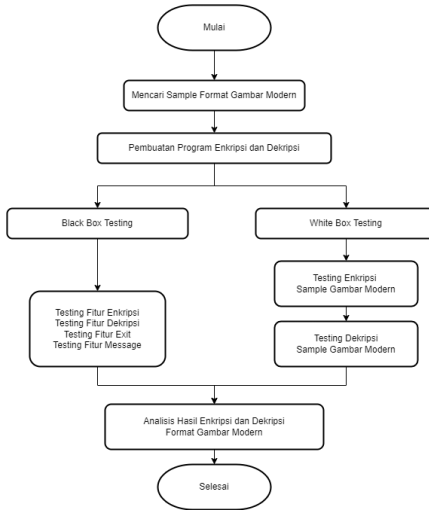 Mulai
Mencari Sample Format Gambar Modern
Pembuatan Program Enkripsi dan Dekripsi
Black Box Testing
White Box Testing
Testing Fitur Enkripsi
Testing Fitur Dekripsi
Testing Fitur Exit
Testing Fitur Message
Testing Enkripsi
Sample Gambar Modern
Testing Dekripsi
Sample Gambar Modern
Analisis Hasil Enkripsi dan Dekripsi
Format Gambar Modern
Selesai